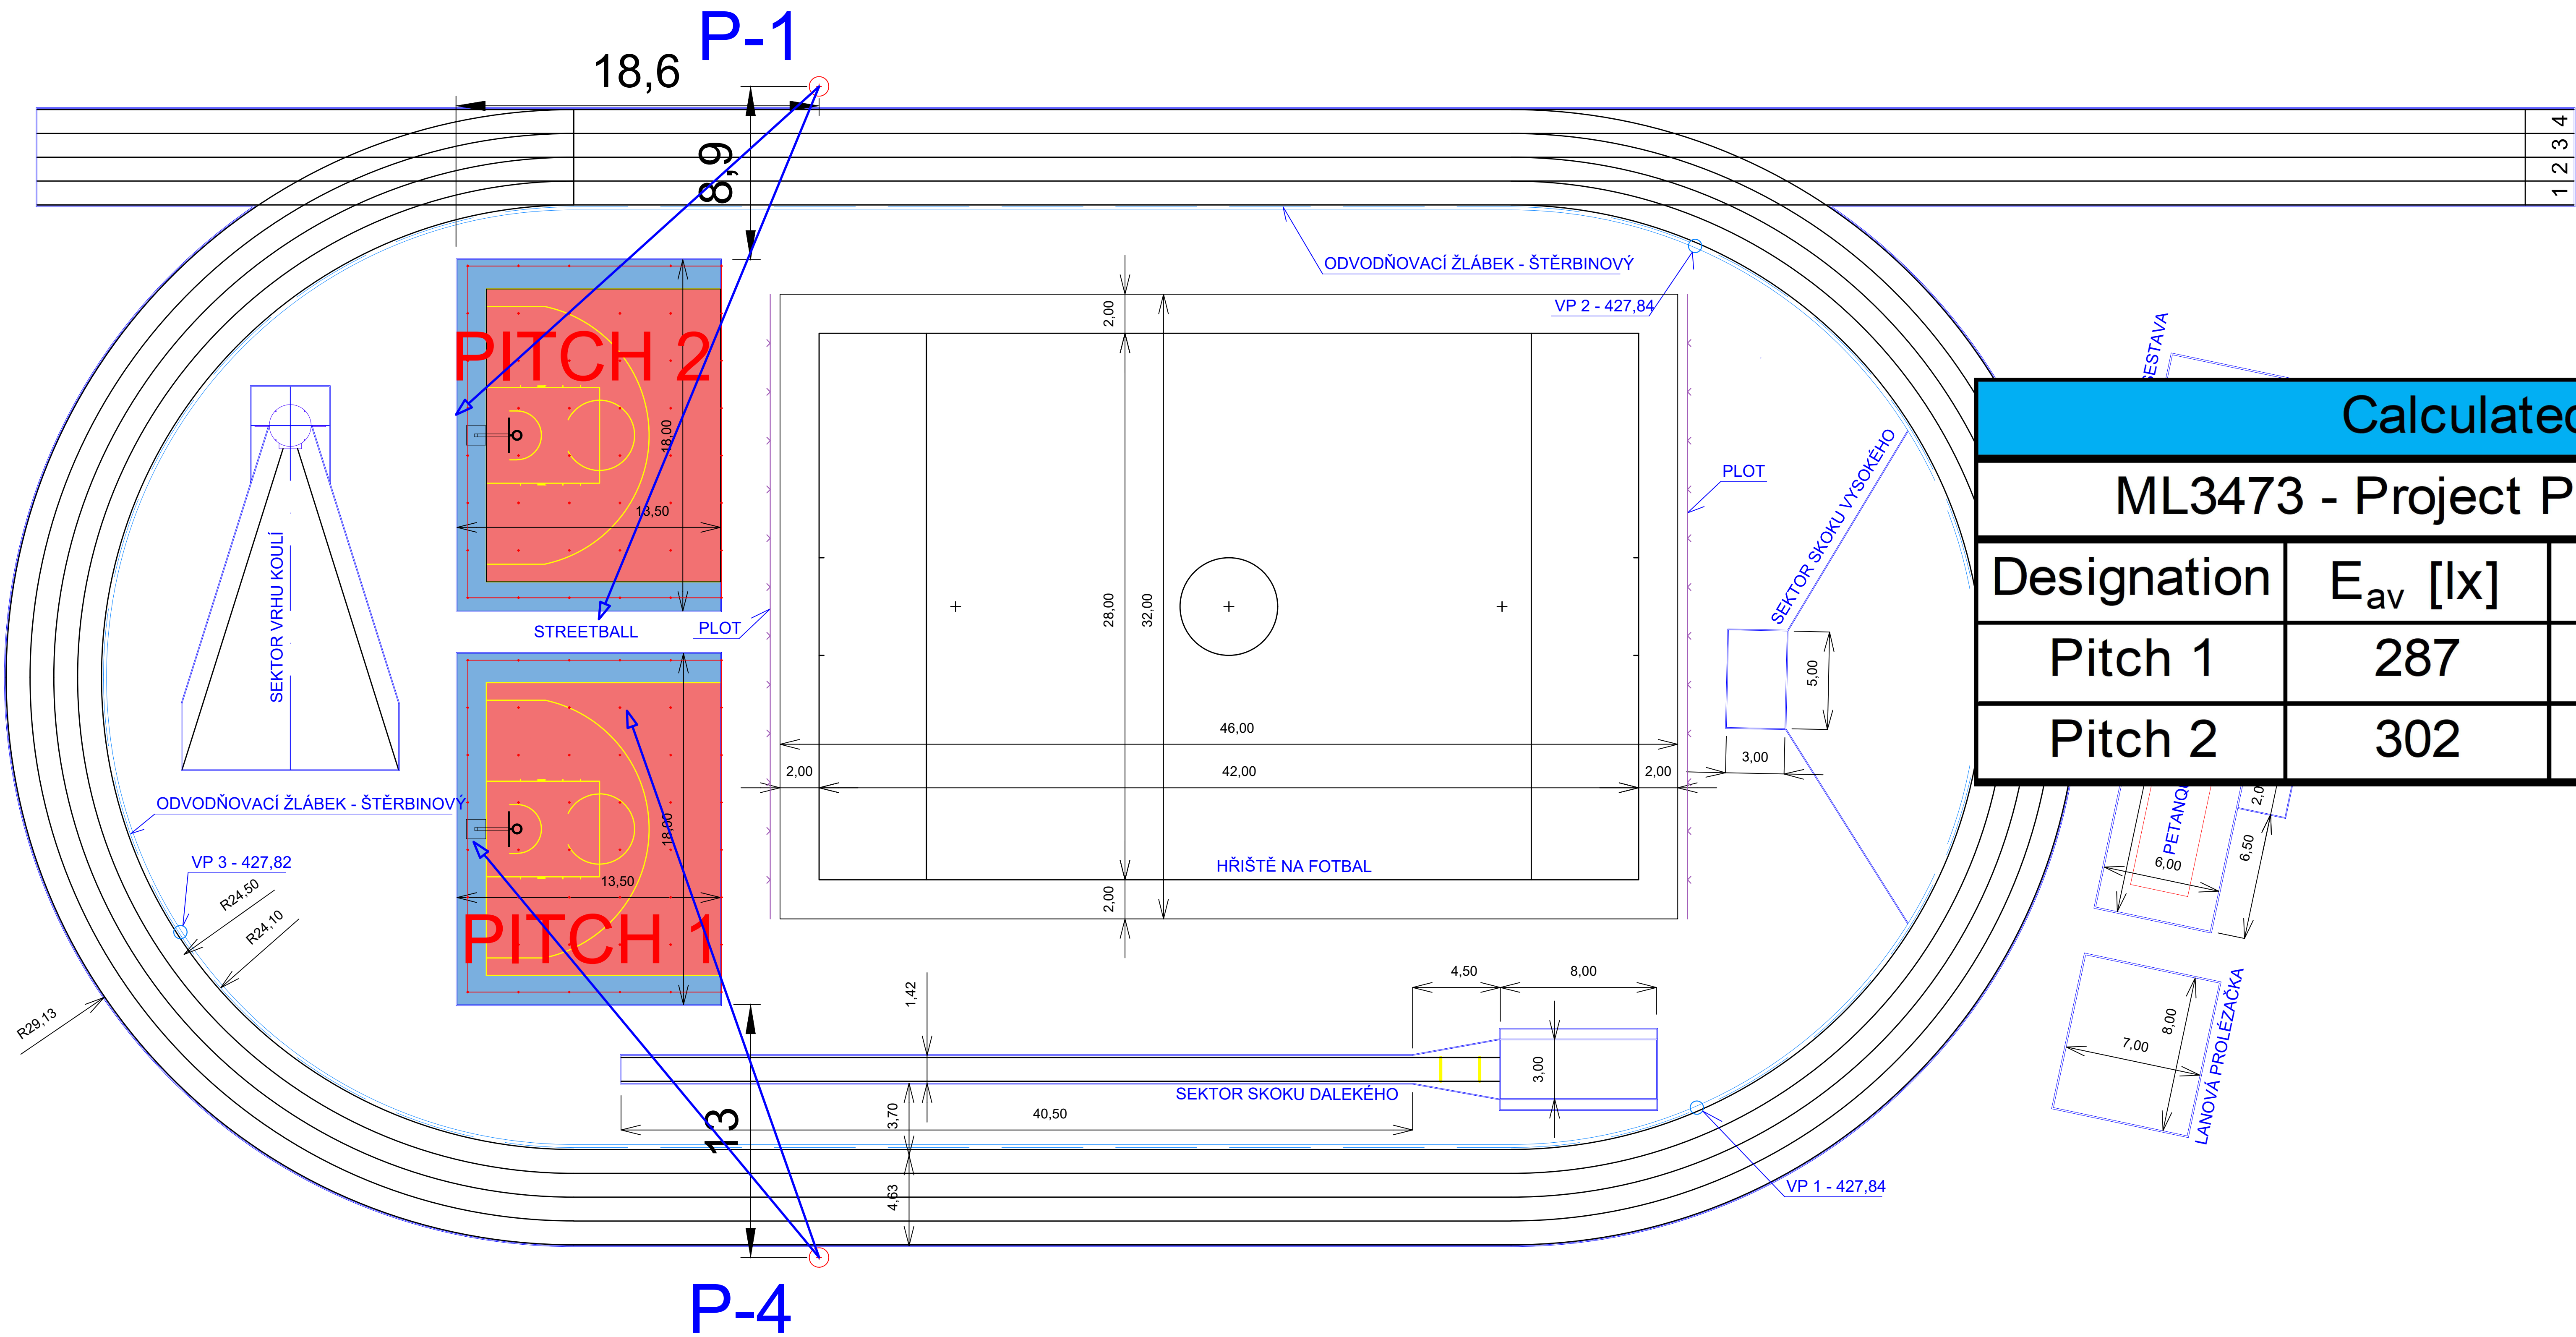 P-1
18,6
8,9
1 2 3 4
ODVODŇOVACÍ ŽLÁBEK - ŠTĚRBINOVÝ
VP 2 - 427,84
2,00
PITCH 2
18,00
13,50
STREETBALL
PLOT
SEKTOR VRHU KOULÍ
28,00
32,00
PLOT
SEKTOR SKOKU VYSOKÉHO
5,00
3,00
46,00
42,00
2,00
2,00
HŘIŠTĚ NA FOTBAL
2,00
SESTAVA
Calculated
ML3473 - Project P
Designation
Eav [lx]
Pitch 1
287
Pitch 2
302
PETANQ
2,0
6,00
6,50
ODVODŇOVACÍ ŽLÁBEK - ŠTĚRBINOVÝ
VP 3 - 427,82
R24,50
R24,10
R29,13
18,00
13,50
PITCH 1
1,42
4,50
8,00
3,00
SEKTOR SKOKU DALEKÉHO
40,50
3,70
4,63
13
VP 1 - 427,84
8,00
7,00
LANOVÁ PROLÉZAČKA
P-4